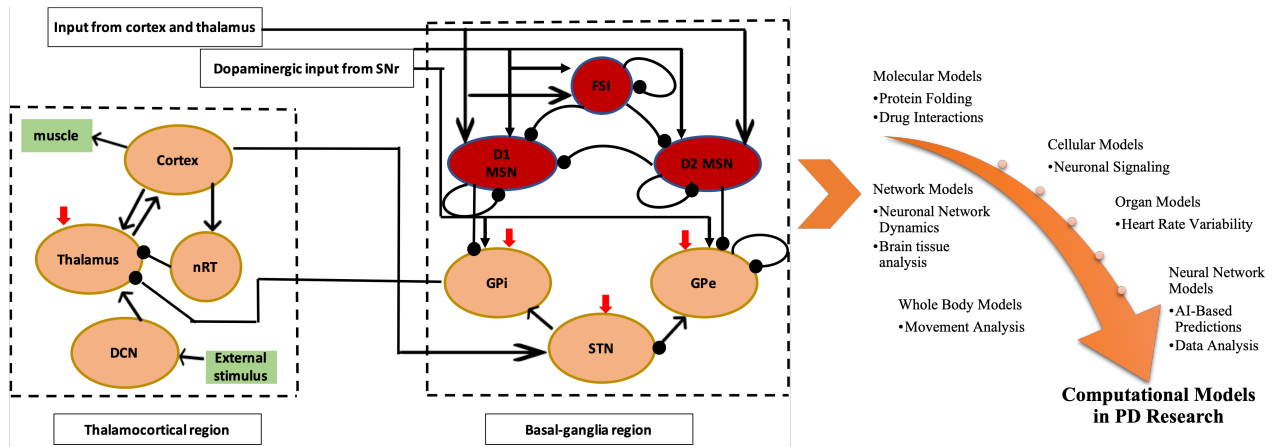 Input from cortex and thalamus
Dopaminergic input from SNr
FSI
D1
MSN
D2 MSN
muscle
Cortex
Thalamus
nRT
DCN
External
stimulus
GPi
GPe
STN
Thalamocortical region
Basal-ganglia region
Molecular Models
•Protein Folding
•Drug Interactions
Cellular Models
•Neuronal Signaling
Network Models
•Neuronal Network
Dynamics
•Brain tissue
analysis
Organ Models
•Heart Rate Variability
Whole Body Models
•Movement Analysis
Neural Network
Models
•AI-Based
Predictions
•Data Analysis
Computational Models
in PD Research